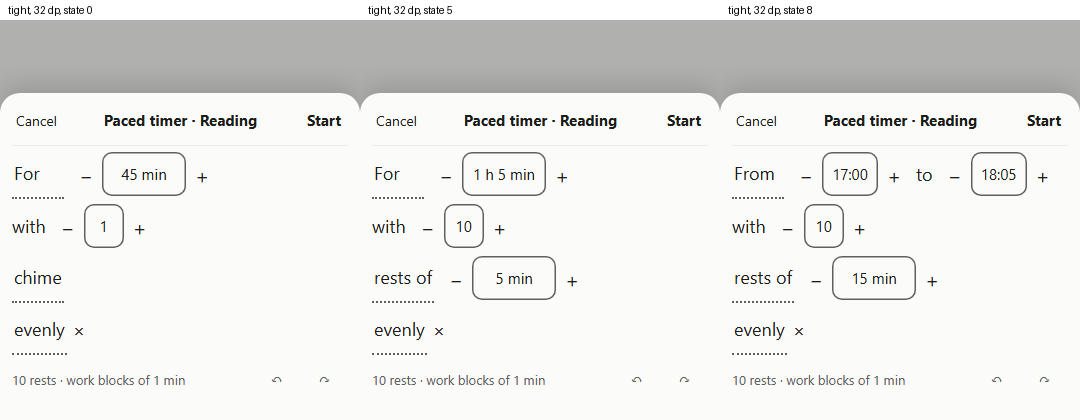 tight, 32 dp, state 0
Cancel Paced timer · Reading Start
For − 45 min +
with − 1 +
chime
evenly ×
10 rests · work blocks of 1 min
tight, 32 dp, state 5
Cancel Paced timer · Reading Start
For − 1 h 5 min +
with − 10 +
rests of − 5 min +
evenly ×
10 rests · work blocks of 1 min
tight, 32 dp, state 8
Cancel Paced timer · Reading Start
From − 17:00 + to − 18:05 +
with − 10 +
rests of − 15 min +
evenly ×
10 rests · work blocks of 1 min